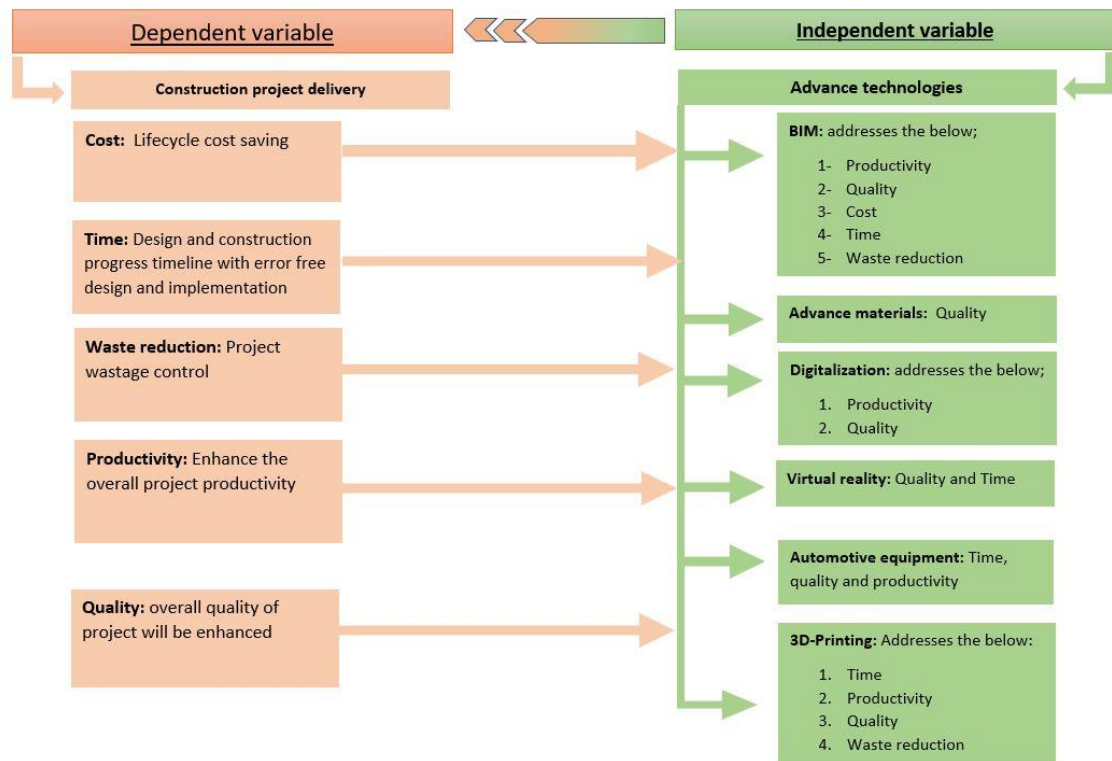 Dependent variable
Independent variable
Construction project delivery
Advance technologies
Cost: Lifecycle cost saving
Time: Design and construction
progress timeline with error free
design and implementation
Waste reduction: Project
wastage control
Productivity: Enhance the
overall project productivity
Quality: overall quality of
project will be enhanced
BIM: addresses the below;
1- Productivity
2- Quality
3- Cost
4- Time
5- Waste reduction
Advance materials: Quality
Digitalization: addresses the below;
1. Productivity
2. Quality
Virtual reality: Quality and Time
Automotive equipment: Time,
quality and productivity
3D-Printing: Addresses the below:
1. Time
2. Productivity
3. Quality
4. Waste reduction